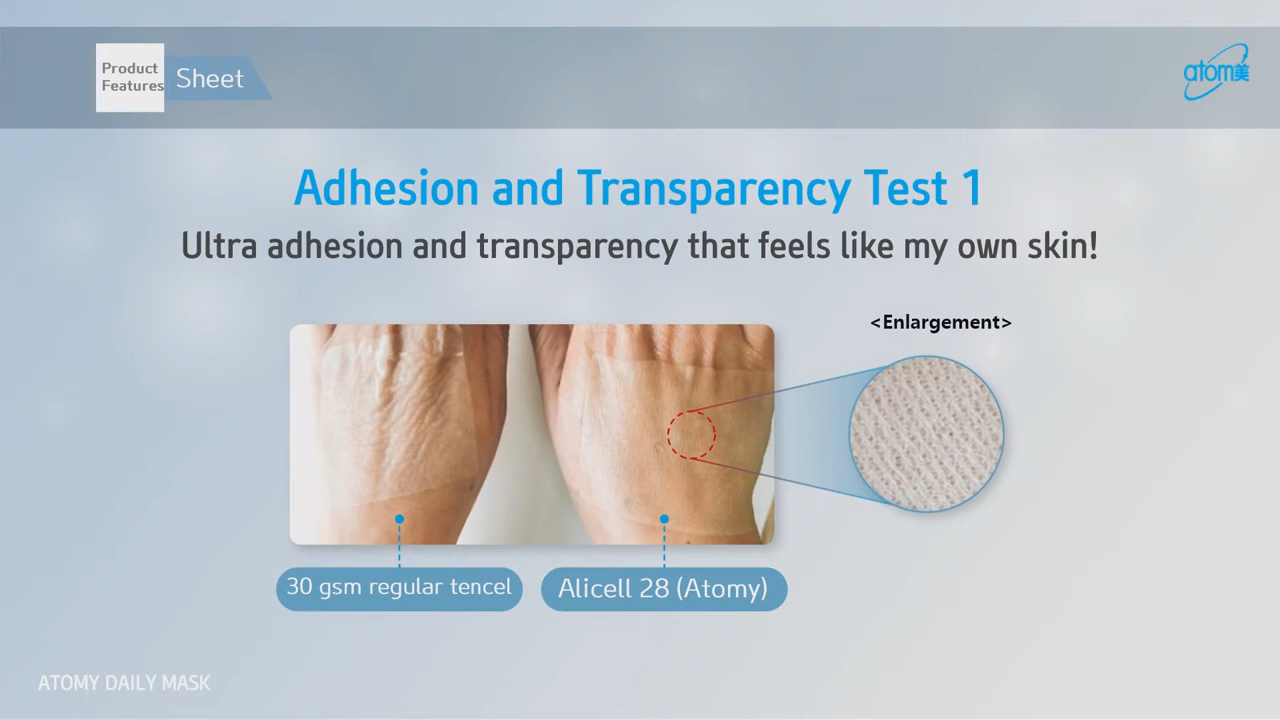 Product
Features
Sheet
atom美
Adhesion and Transparency Test 1
Ultra adhesion and transparency that feels like my own skin!
<Enlargement>
30 gsm regular tencel
Alicell 28 (Atomy)
ATOMY DAILY MASK